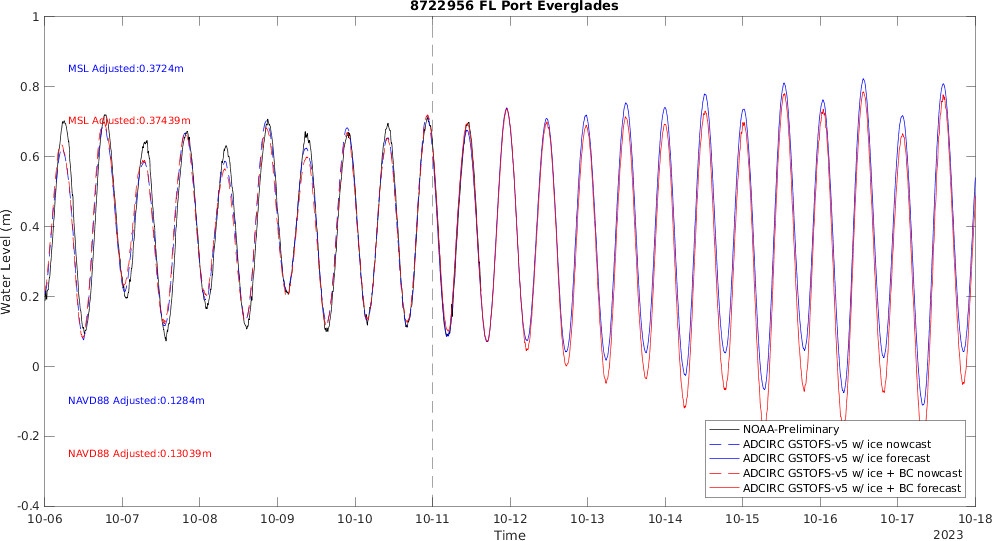 8722956 FL Port Everglades
1
0.8
0.6
0.4
0.2
0
-0.2
-0.4
Water Level (m)
MSL Adjusted:0.3724m
MSL Adjusted:0.37439m
NAVD88 Adjusted:0.1284m
NAVD88 Adjusted:0.13039m
NOAA-Preliminary
ADCIRC GSTOFS-v5 w/ ice nowcast
ADCIRC GSTOFS-v5 w/ ice forecast
ADCIRC GSTOFS-v5 w/ ice + BC nowcast
ADCIRC GSTOFS-v5 w/ ice + BC forecast
10-06 10-07 10-08 10-09 10-10 10-11 10-12 10-13 10-14 10-15 10-16 10-17 10-18
Time
2023